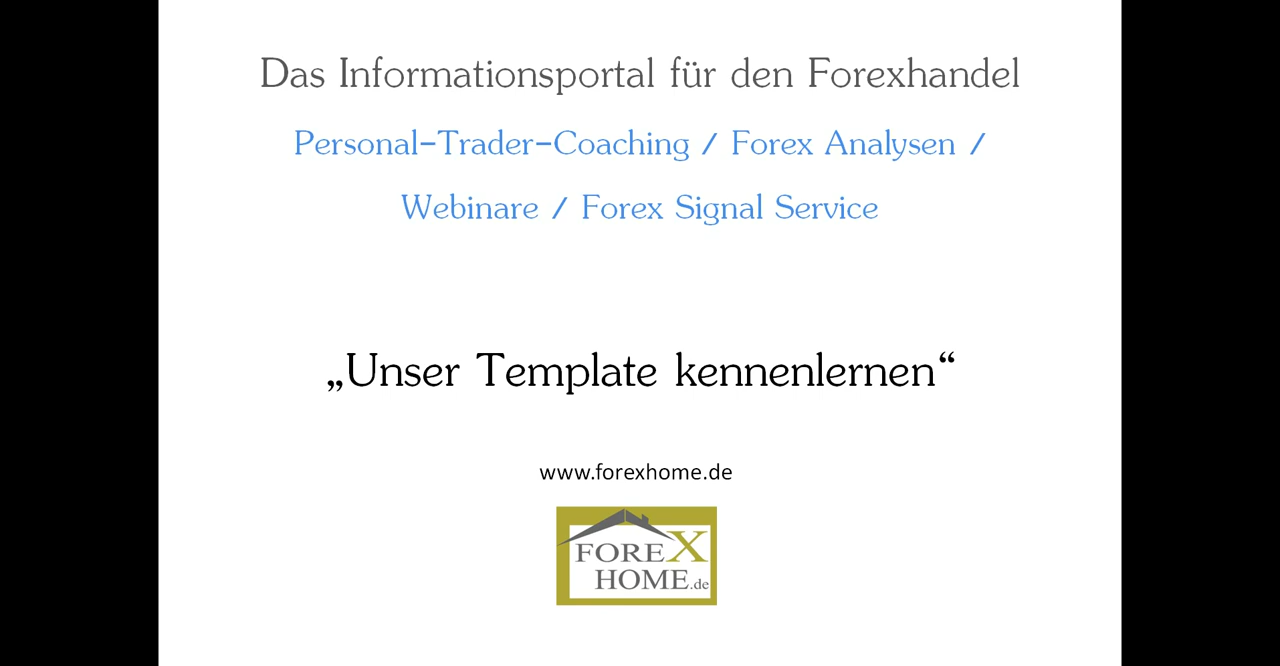 Das Informationsportal für den Forexhandel
Personal-Trader-Coaching / Forex Analysen /
Webinare / Forex Signal Service
„Unser Template kennenlernen“
www.forexhome.de
FOREX
HOME.de